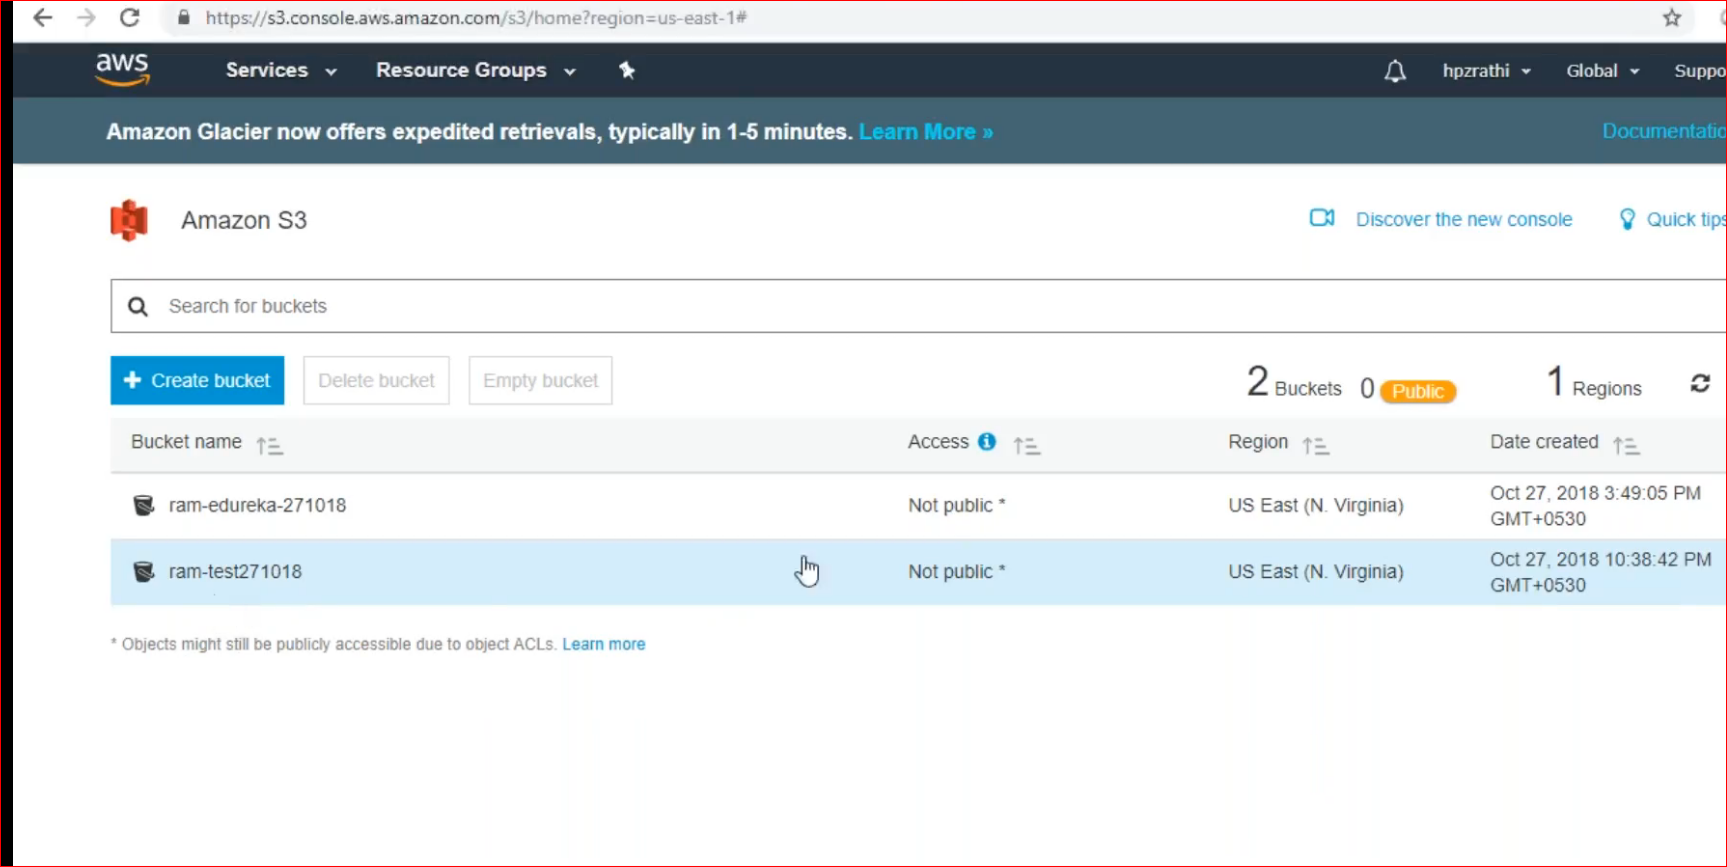 https://s3.console.aws.amazon.com/s3/home?region=us-east-1#
aws Services Resource Groups hpzrathi Global Suppo
Amazon Glacier now offers expedited retrievals, typically in 1-5 minutes. Learn More » Documentatio
Amazon S3 Discover the new console Quick tips
Search for buckets
+ Create bucket Delete bucket Empty bucket 2 Buckets 0 Public 1 Regions
Bucket name Access Region Date created
ram-edureka-271018 Not public * US East (N. Virginia) Oct 27, 2018 3:49:05 PM
GMT+0530
ram-test271018 Not public * US East (N. Virginia) Oct 27, 2018 10:38:42 PM
GMT+0530
* Objects might still be publicly accessible due to object ACLs. Learn more